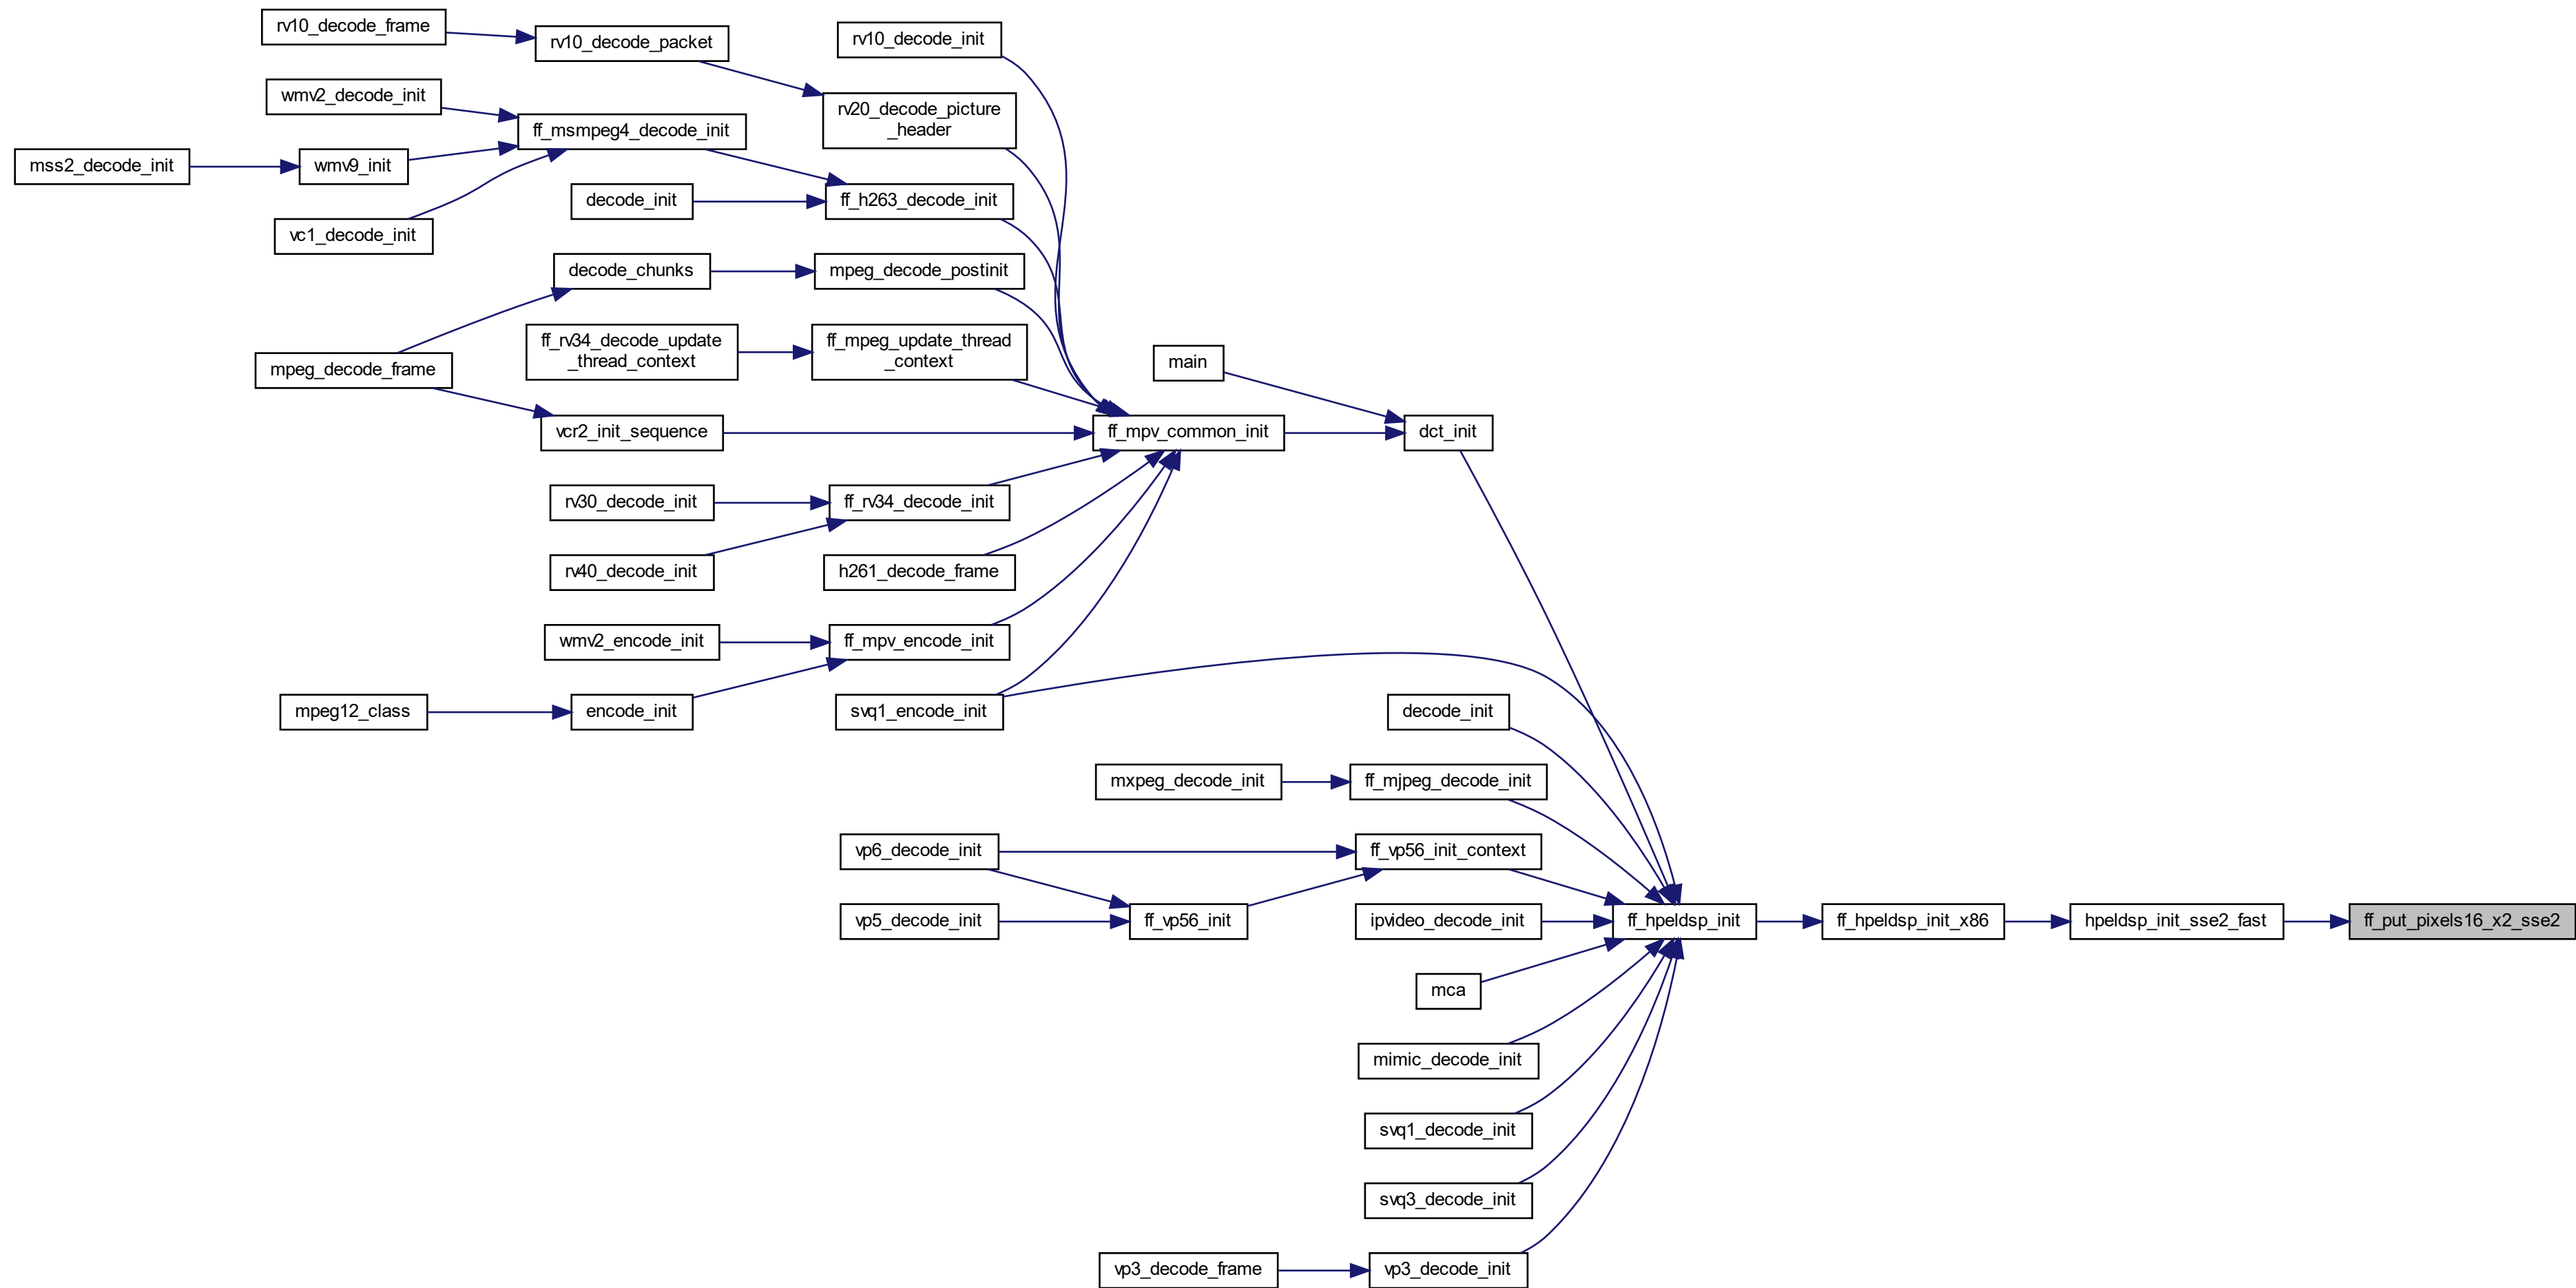 rv10_decode_frame
rv10_decode_packet
rv10_decode_init
wmv2_decode_init
rv20_decode_picture
_header
ff_msmpeg4_decode_init
mss2_decode_init
wmv9_init
decode_init
ff_h263_decode_init
vc1_decode_init
decode_chunks
mpeg_decode_postinit
ff_rv34_decode_update
_thread_context
ff_mpeg_update_thread
_context
main
mpeg_decode_frame
vcr2_init_sequence
ff_mpv_common_init
dct_init
rv30_decode_init
ff_rv34_decode_init
rv40_decode_init
h261_decode_frame
wmv2_encode_init
ff_mpv_encode_init
mpeg12_class
encode_init
svq1_encode_init
decode_init
mxpeg_decode_init
ff_mjpeg_decode_init
vp6_decode_init
ff_vp56_init_context
vp5_decode_init
ff_vp56_init
ipvideo_decode_init
ff_hpeldsp_init
ff_hpeldsp_init_x86
hpeldsp_init_sse2_fast
ff_put_pixels16_x2_sse2
mca
mimic_decode_init
svq1_decode_init
svq3_decode_init
vp3_decode_frame
vp3_decode_init